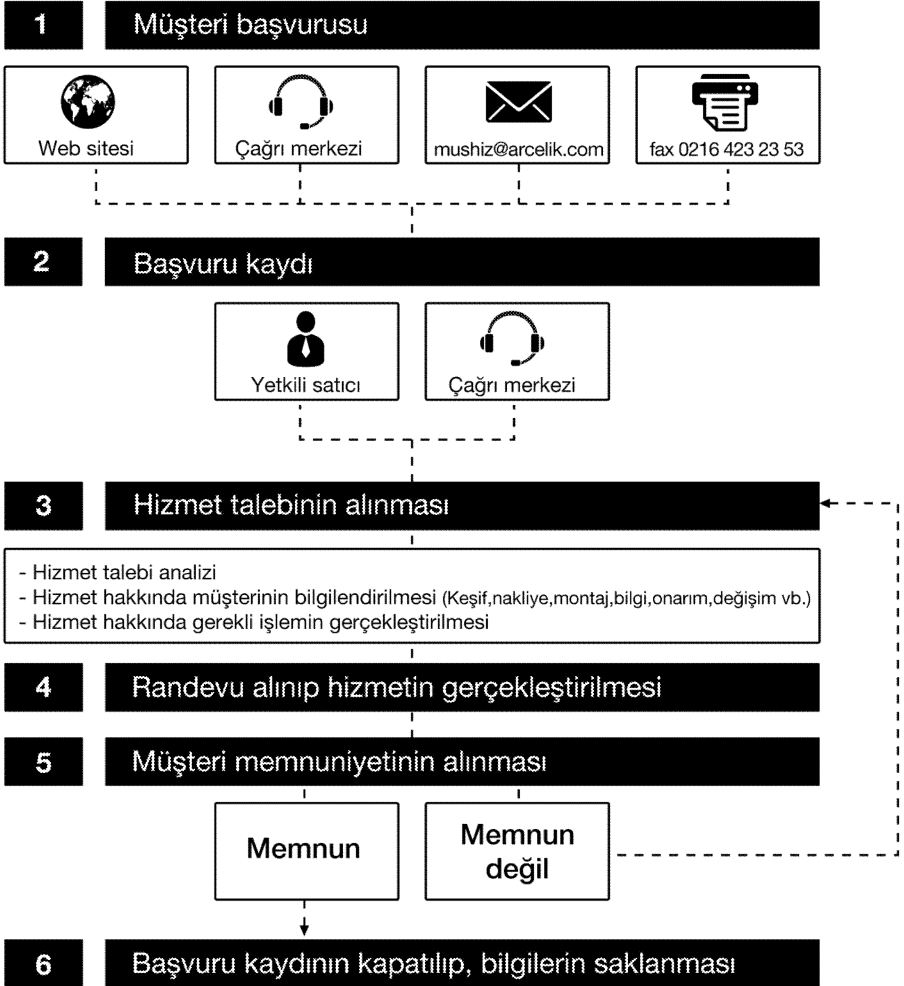 1 Müşteri başvurusu
Web sitesi
Çağrı merkezi
mushiz@arcelik.com
fax 0216 423 23 53
2 Başvuru kaydı
Yetkili satıcı
Çağrı merkezi
3 Hizmet talebinin alınması
- Hizmet talebi analizi
- Hizmet hakkında müşterinin bilgilendirilmesi (Keşif,nakliye,montaj,bilgi,onarım,değişim vb.)
- Hizmet hakkında gerekli işlemin gerçekleştirilmesi
4 Randevu alınıp hizmetin gerçekleştirilmesi
5 Müşteri memnuniyetinin alınması
Memnun
Memnun
değil
6 Başvuru kaydının kapatılıp, bilgilerin saklanması